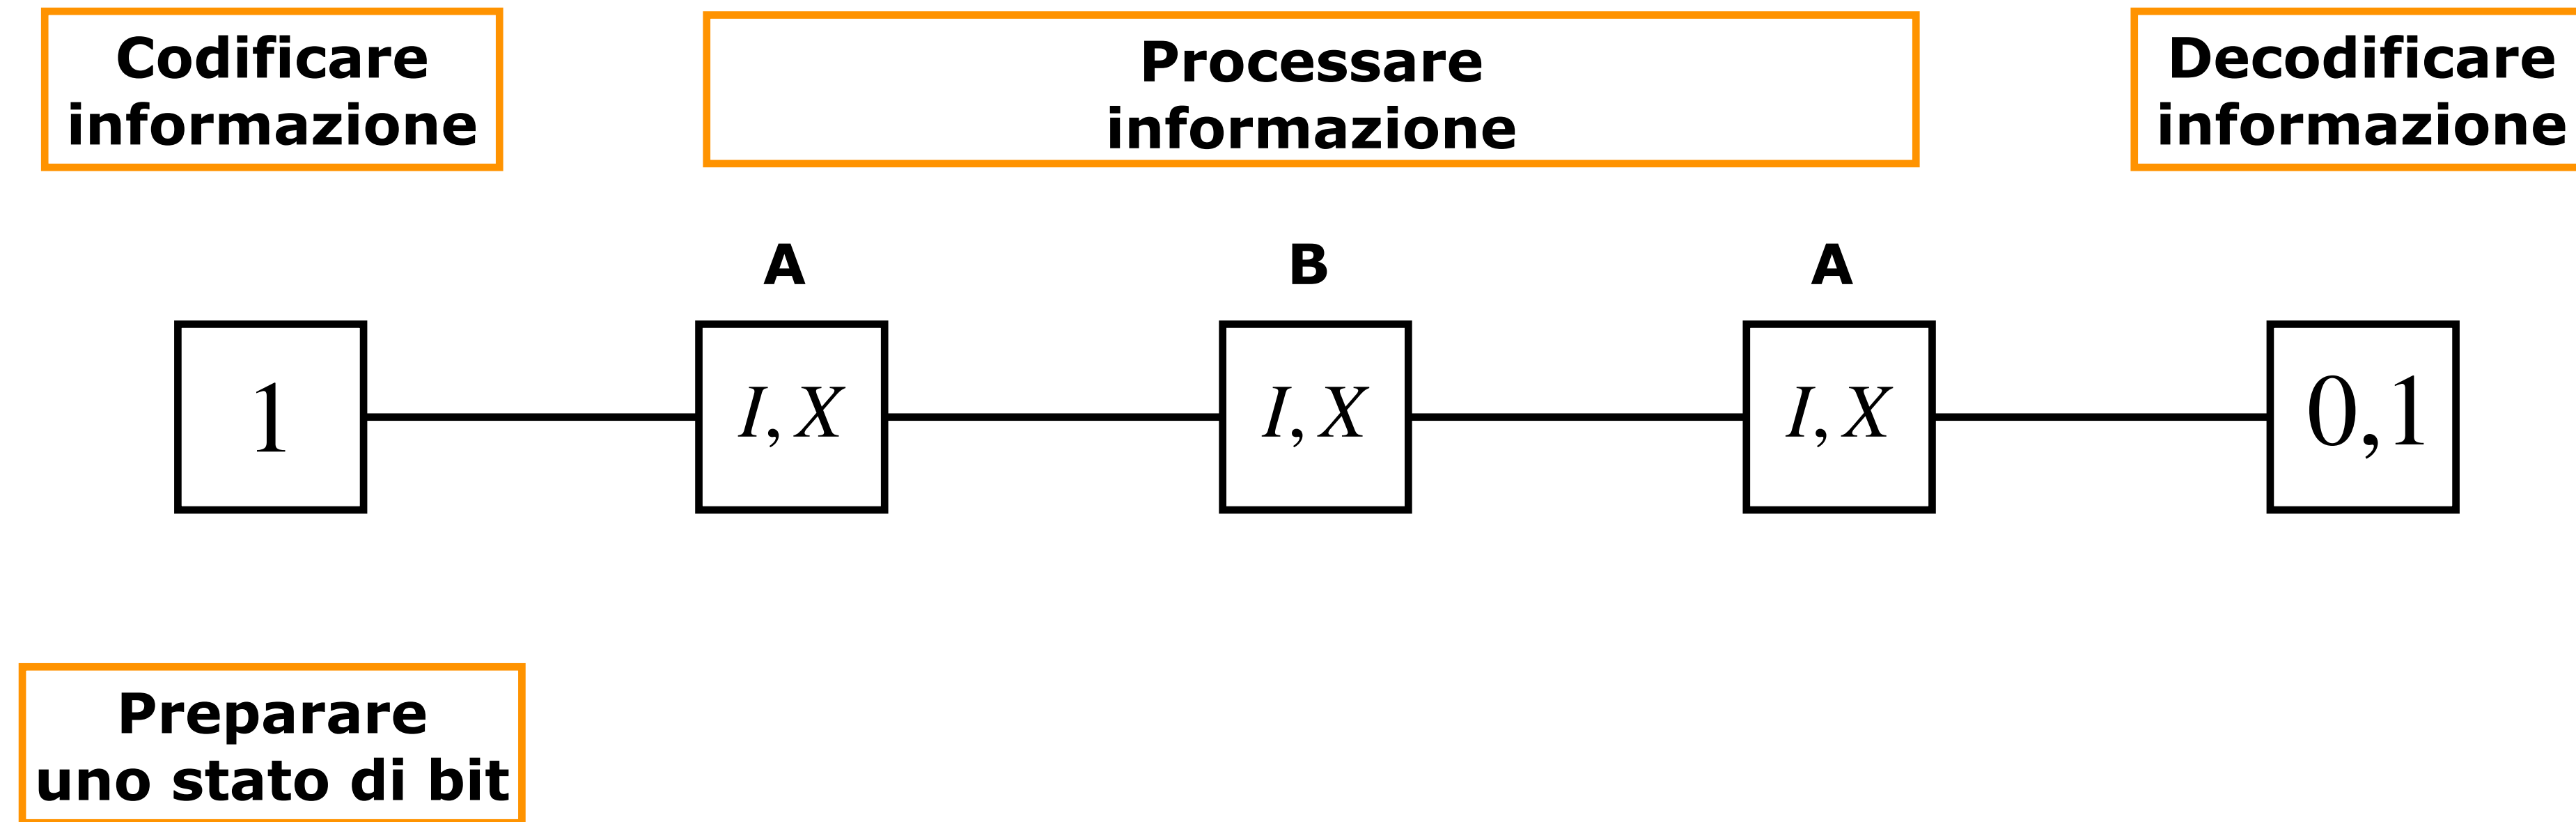 Codificare
informazione
Processare
informazione
Decodificare
informazione
A
B
A
1
I, X
I, X
I, X
0,1
Preparare
uno stato di bit